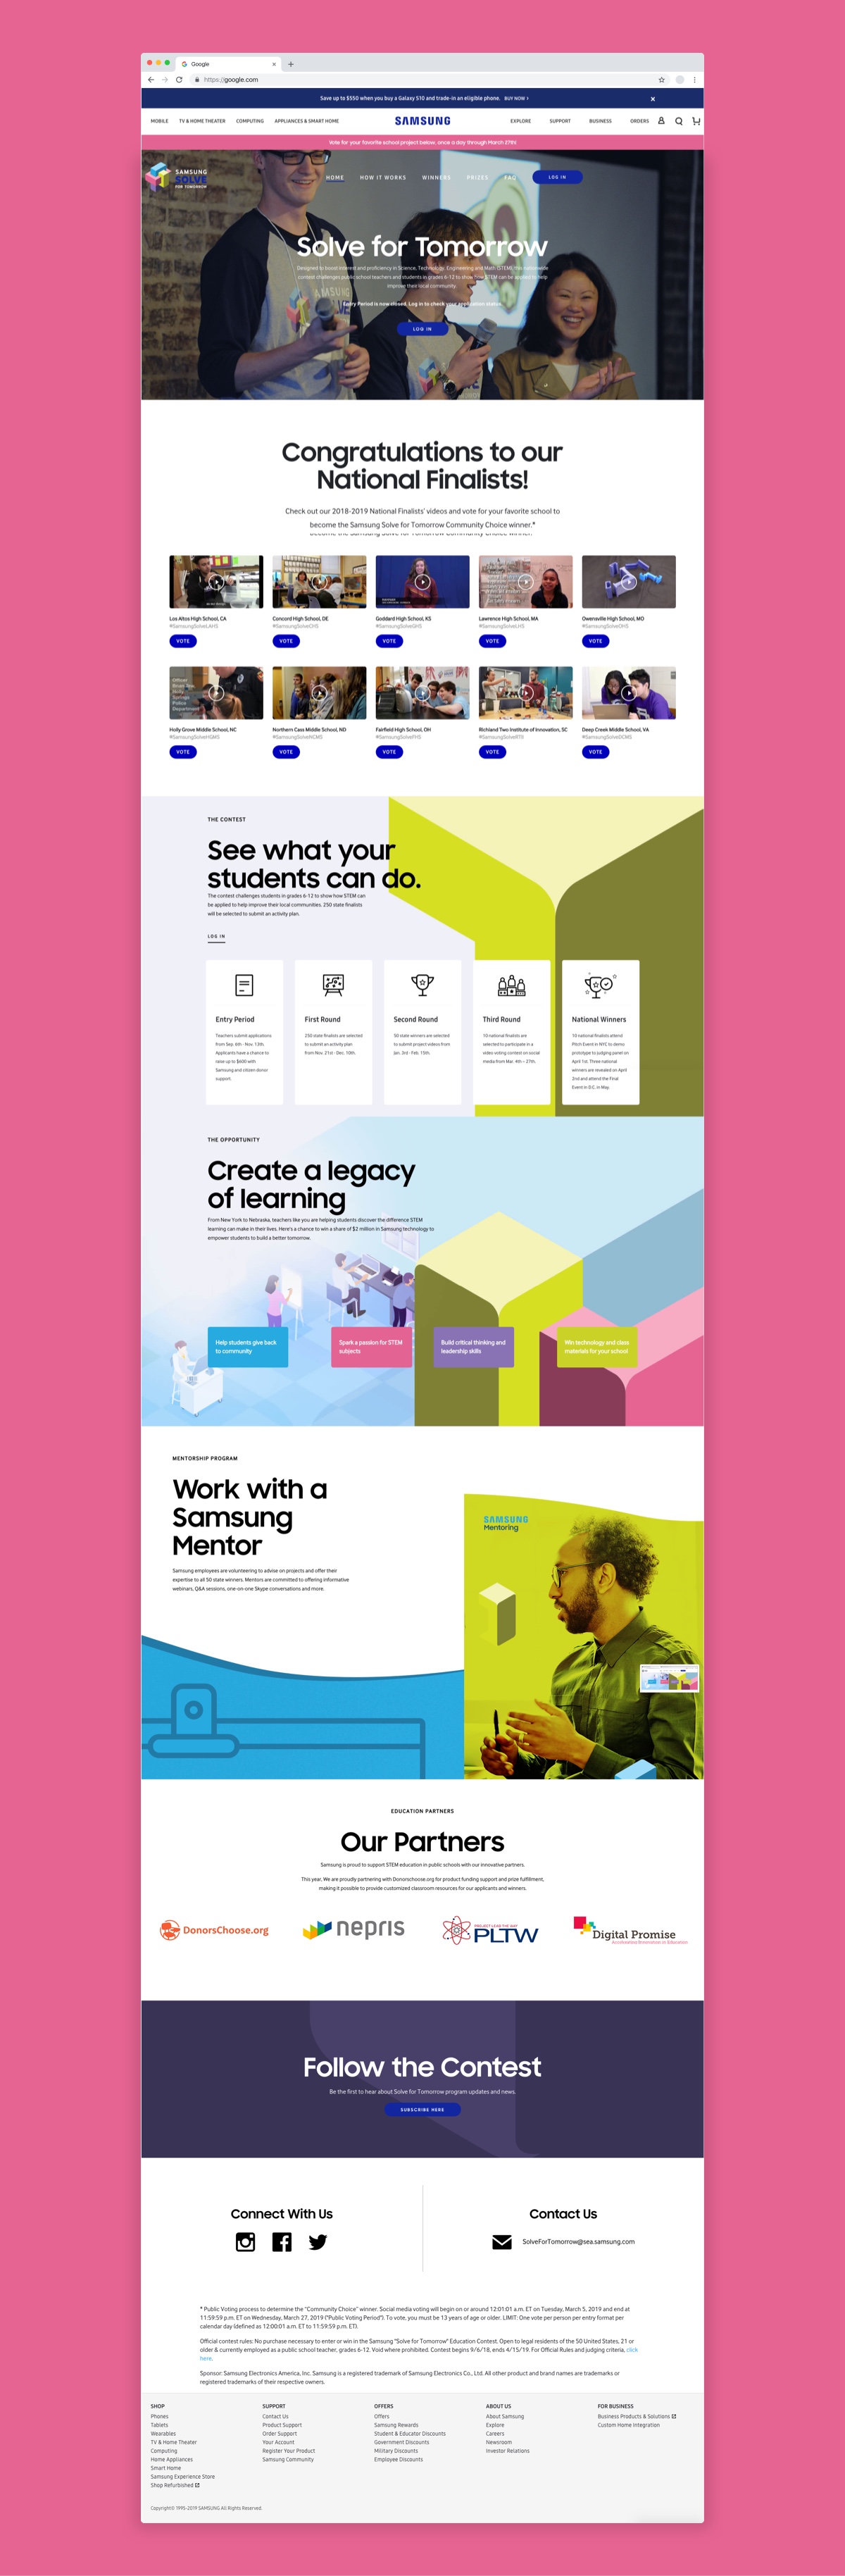 Google
https://google.com
Save up to $550 when you buy a Galaxy S10 and trade-in an eligible phone. BUY NOW ›
MOBILE TV & HOME THEATER COMPUTING APPLIANCES & SMART HOME SAMSUNG EXPLORE SUPPORT BUSINESS ORDERS
Vote for your favorite school project below, once a day through March 27th!
SAMSUNG
SOLVE
FOR TOMORROW
HOME HOW IT WORKS WINNERS PRIZES FAQ LOG IN
Solve for Tomorrow
Designed to boost interest and proficiency in Science, Technology, Engineering and Math (STEM), this nationwide
contest challenges public school teachers and students in grades 6-12 to show how STEM can be applied to help
improve their local community.
Entry Period is now closed. Log in to check your application status.
LOG IN
Congratulations to our
National Finalists!
Check out our 2018-2019 National Finalists' videos and vote for your favorite school to
become the Samsung Solve for Tomorrow Community Choice winner.*
Los Altos High School, CA
#SamsungSolveLAHS
VOTE
Concord High School, DE
#SamsungSolveCHS
VOTE
Goddard High School, KS
#SamsungSolveGHS
VOTE
Lawrence High School, MA
#SamsungSolveLHS
VOTE
Owensville High School, MO
#SamsungSolveOHS
VOTE
Holly Grove Middle School, NC
#SamsungSolveHGMS
VOTE
Northern Cass Middle School, ND
#SamsungSolveNCMS
VOTE
Fairfield High School, OH
#SamsungSolveFHS
VOTE
Richland Two Institute of Innovation, SC
#SamsungSolveRTII
VOTE
Deep Creek Middle School, VA
#SamsungSolveDCMS
VOTE
THE CONTEST
See what your
students can do.
The contest challenges students in grades 6-12 to show how STEM can
be applied to help improve their local communities. 250 state finalists
will be selected to submit an activity plan.
LOG IN
Entry Period
Teachers submit applications
from Sep. 6th - Nov. 13th.
Applicants have a chance to
raise up to $600 with
Samsung and citizen donor
support.
First Round
250 state finalists are selected
to submit an activity plan
from Nov. 21st - Dec. 10th.
Second Round
50 state winners are selected
to submit project videos from
Jan. 3rd - Feb. 15th.
Third Round
10 national finalists are
selected to participate in a
video voting contest on social
media from Mar. 4th – 27th.
National Winners
10 national finalists attend
Pitch Event in NYC to demo
prototype to judging panel on
April 1st. Three national
winners are revealed on April
2nd and attend the Final
Event in D.C. in May.
THE OPPORTUNITY
Create a legacy
of learning
From New York to Nebraska, teachers like you are helping students discover the difference STEM
learning can make in their lives. Here's a chance to win a share of $2 million in Samsung technology to
empower students to build a better tomorrow.
Help students give back
to community
Spark a passion for STEM
subjects
Build critical thinking and
leadership skills
Win technology and class
materials for your school
MENTORSHIP PROGRAM
Work with a
Samsung
Mentor
Samsung employees are volunteering to advise on projects and offer their
expertise to all 50 state winners. Mentors are committed to offering informative
webinars, Q&A sessions, one-on-one Skype conversations and more.
SAMSUNG
Mentoring
EDUCATION PARTNERS
Our Partners
Samsung is proud to support STEM education in public schools with our innovative partners.
This year, We are proudly partnering with Donorschoose.org for product funding support and prize fulfillment,
making it possible to provide customized classroom resources for our applicants and winners.
DonorsChoose.org
nepris
PROJECT LEAD THE WAY
PLTW
Digital Promise
Accelerating Innovation in Education
Follow the Contest
Be the first to hear about Solve for Tomorrow program updates and news.
SUBSCRIBE HERE
Connect With Us
Contact Us
SolveForTomorrow@sea.samsung.com
* Public Voting process to determine the "Community Choice" winner. Social media voting will begin on or around 12:01:01 a.m. ET on Tuesday, March 5, 2019 and end at
11:59:59 p.m. ET on Wednesday, March 27, 2019 ("Public Voting Period"). To vote, you must be 13 years of age or older. LIMIT: One vote per person per entry format per
calendar day (defined as 12:00:01 a.m. ET to 11:59:59 p.m. ET).
Official contest rules: No purchase necessary to enter or win in the Samsung "Solve for Tomorrow" Education Contest. Open to legal residents of the 50 United States, 21 or
older & currently employed as a public school teacher, grades 6-12. Void where prohibited. Contest begins 9/6/18, ends 4/15/19. For Official Rules and judging criteria, click
here.
Sponsor: Samsung Electronics America, Inc. Samsung is a registered trademark of Samsung Electronics Co., Ltd. All other product and brand names are trademarks or
registered trademarks of their respective owners.
SHOP
Phones
Tablets
Wearables
TV & Home Theater
Computing
Home Appliances
Smart Home
Samsung Experience Store
Shop Refurbished
SUPPORT
Contact Us
Product Support
Order Support
Your Account
Register Your Product
Samsung Community
OFFERS
Offers
Samsung Rewards
Student & Educator Discounts
Government Discounts
Military Discounts
Employee Discounts
ABOUT US
About Samsung
Explore
Careers
Newsroom
Investor Relations
FOR BUSINESS
Business Products & Solutions
Custom Home Integration
Copyright© 1995-2019 SAMSUNG All Rights Reserved.